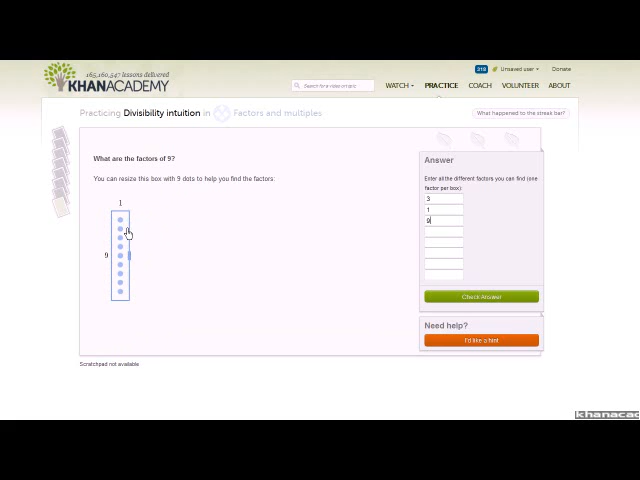 165,160,547 lessons delivered
KHANACADEMY
318 Unsaved user Donate
Search for a video or topic
WATCH PRACTICE COACH VOLUNTEER ABOUT
Practicing Divisibility intuition in Factors and multiples
What happened to the streak bar?
What are the factors of 9?
You can resize this box with 9 dots to help you find the factors:
1
9
Answer
Enter all the different factors you can find (one
factor per box):
3
1
9
Check Answer
Need help?
I'd like a hint
Scratchpad not available
khanacad